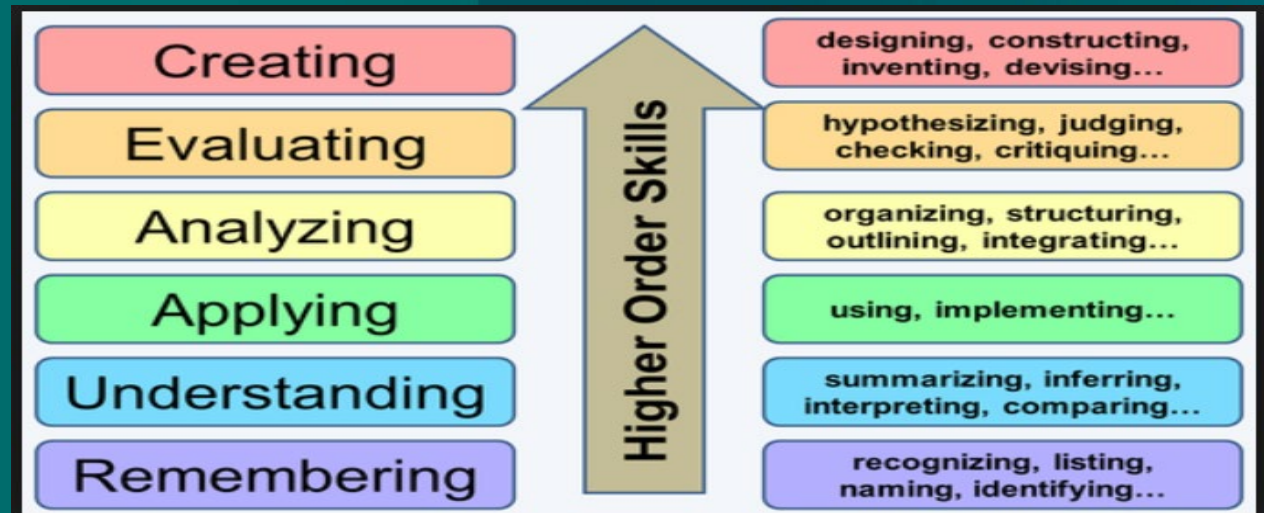 Creating
designing, constructing,
inventing, devising...
Evaluating
hypothesizing, judging,
checking, critiquing...
Analyzing
organizing, structuring,
outlining, integrating...
Applying
using, implementing...
Understanding
summarizing, inferring,
interpreting, comparing...
Remembering
recognizing, listing,
naming, identifying...
Higher Order Skills